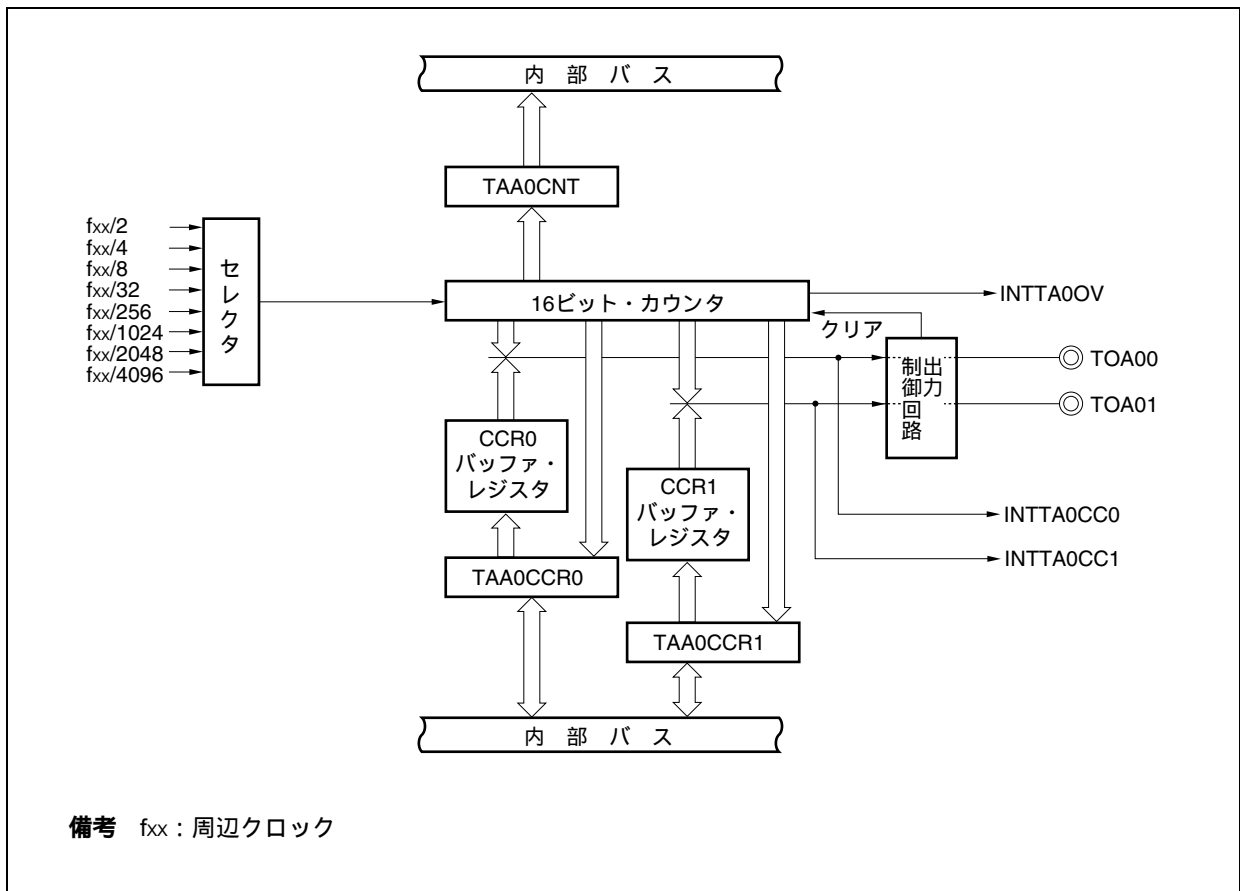 内 部 バ ス
TAA0CNT
fxx/2
fxx/4
fxx/8
fxx/32
fxx/256
fxx/1024
fxx/2048
fxx/4096
セレクタ
16ビット・カウンタ
INTTA0OV
クリア
出力
制御回路
TOA00
TOA01
CCR0
バッファ・
レジスタ
CCR1
バッファ・
レジスタ
INTTA0CC0
INTTA0CC1
TAA0CCR0
TAA0CCR1
内 部 バ ス
備考 fxx：周辺クロック